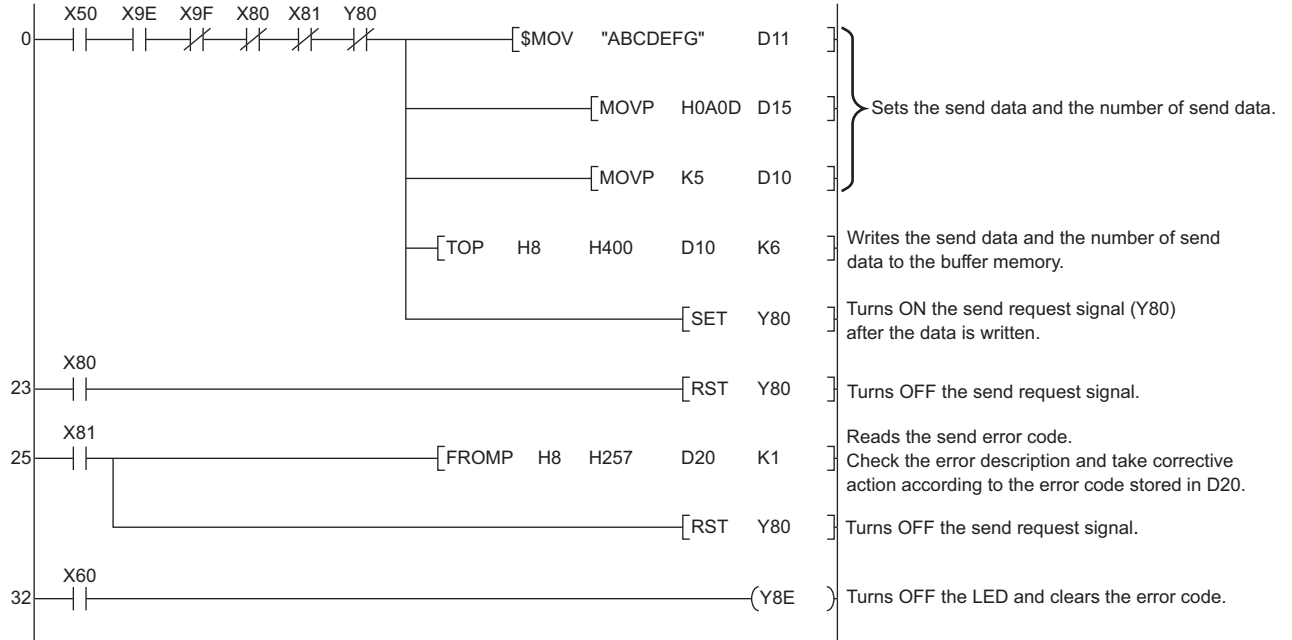 X50 X9E X9F X80 X81 Y80
0 $MOV "ABCDEFG" D11
MOVP H0A0D D15
Sets the send data and the number of send data.
MOVP K5 D10
TOP H8 H400 D10 K6
Writes the send data and the number of send
data to the buffer memory.
SET Y80
Turns ON the send request signal (Y80)
after the data is written.
X80
23 RST Y80
Turns OFF the send request signal.
X81
25 FROMP H8 H257 D20 K1
Reads the send error code.
Check the error description and take corrective
action according to the error code stored in D20.
RST Y80
Turns OFF the send request signal.
X60
32 Y8E
Turns OFF the LED and clears the error code.